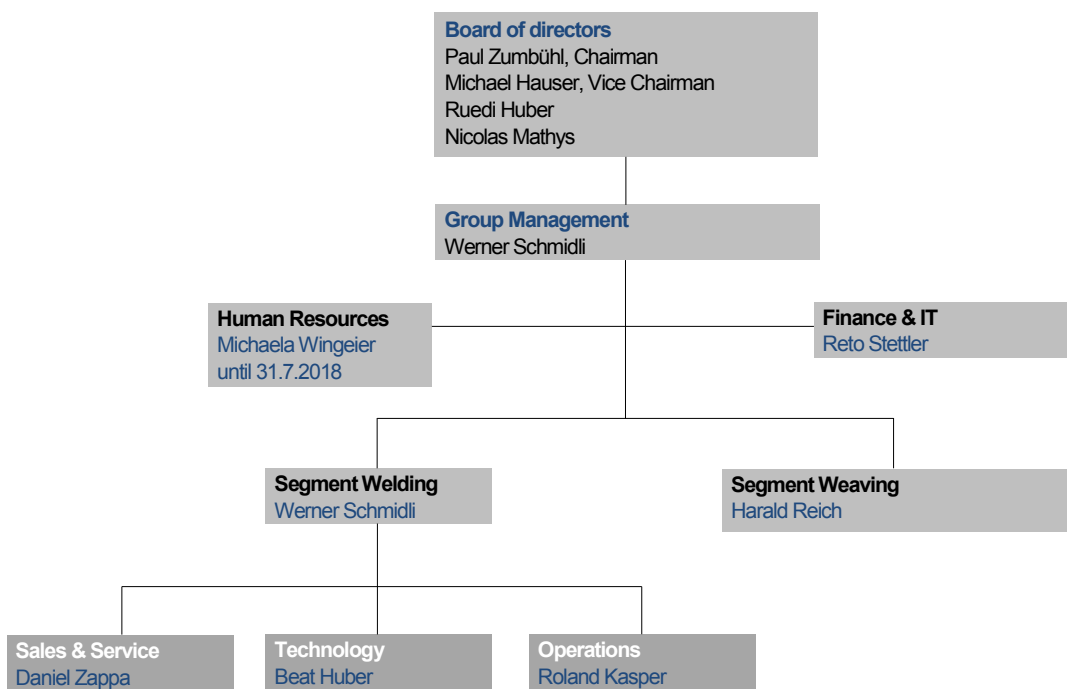 Board of directors
Paul Zumbühl, Chairman
Michael Hauser, Vice Chairman
Ruedi Huber
Nicolas Mathys
Group Management
Werner Schmidli
Human Resources
Michaela Wingeier
until 31.7.2018
Finance & IT
Reto Stettler
Segment Welding
Werner Schmidli
Segment Weaving
Harald Reich
Sales & Service
Daniel Zappa
Technology
Beat Huber
Operations
Roland Kasper